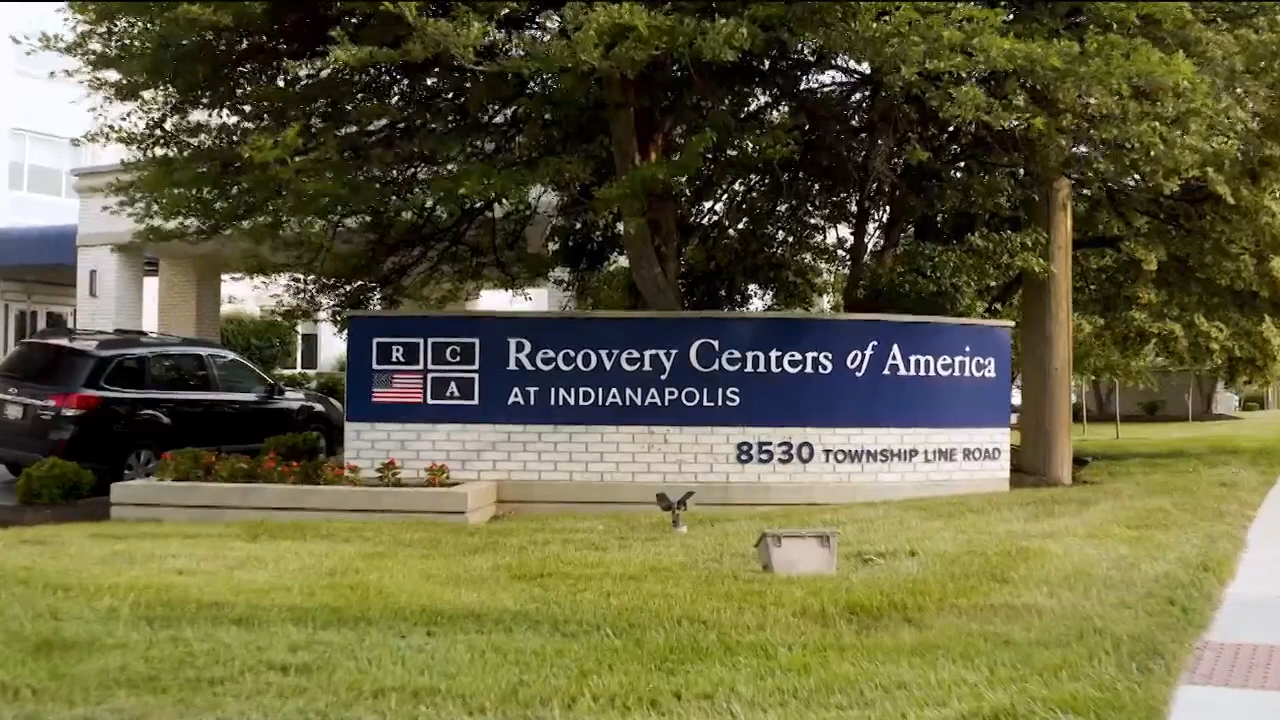 R C
A
Recovery Centers of America
AT INDIANAPOLIS
8530 TOWNSHIP LINE ROAD